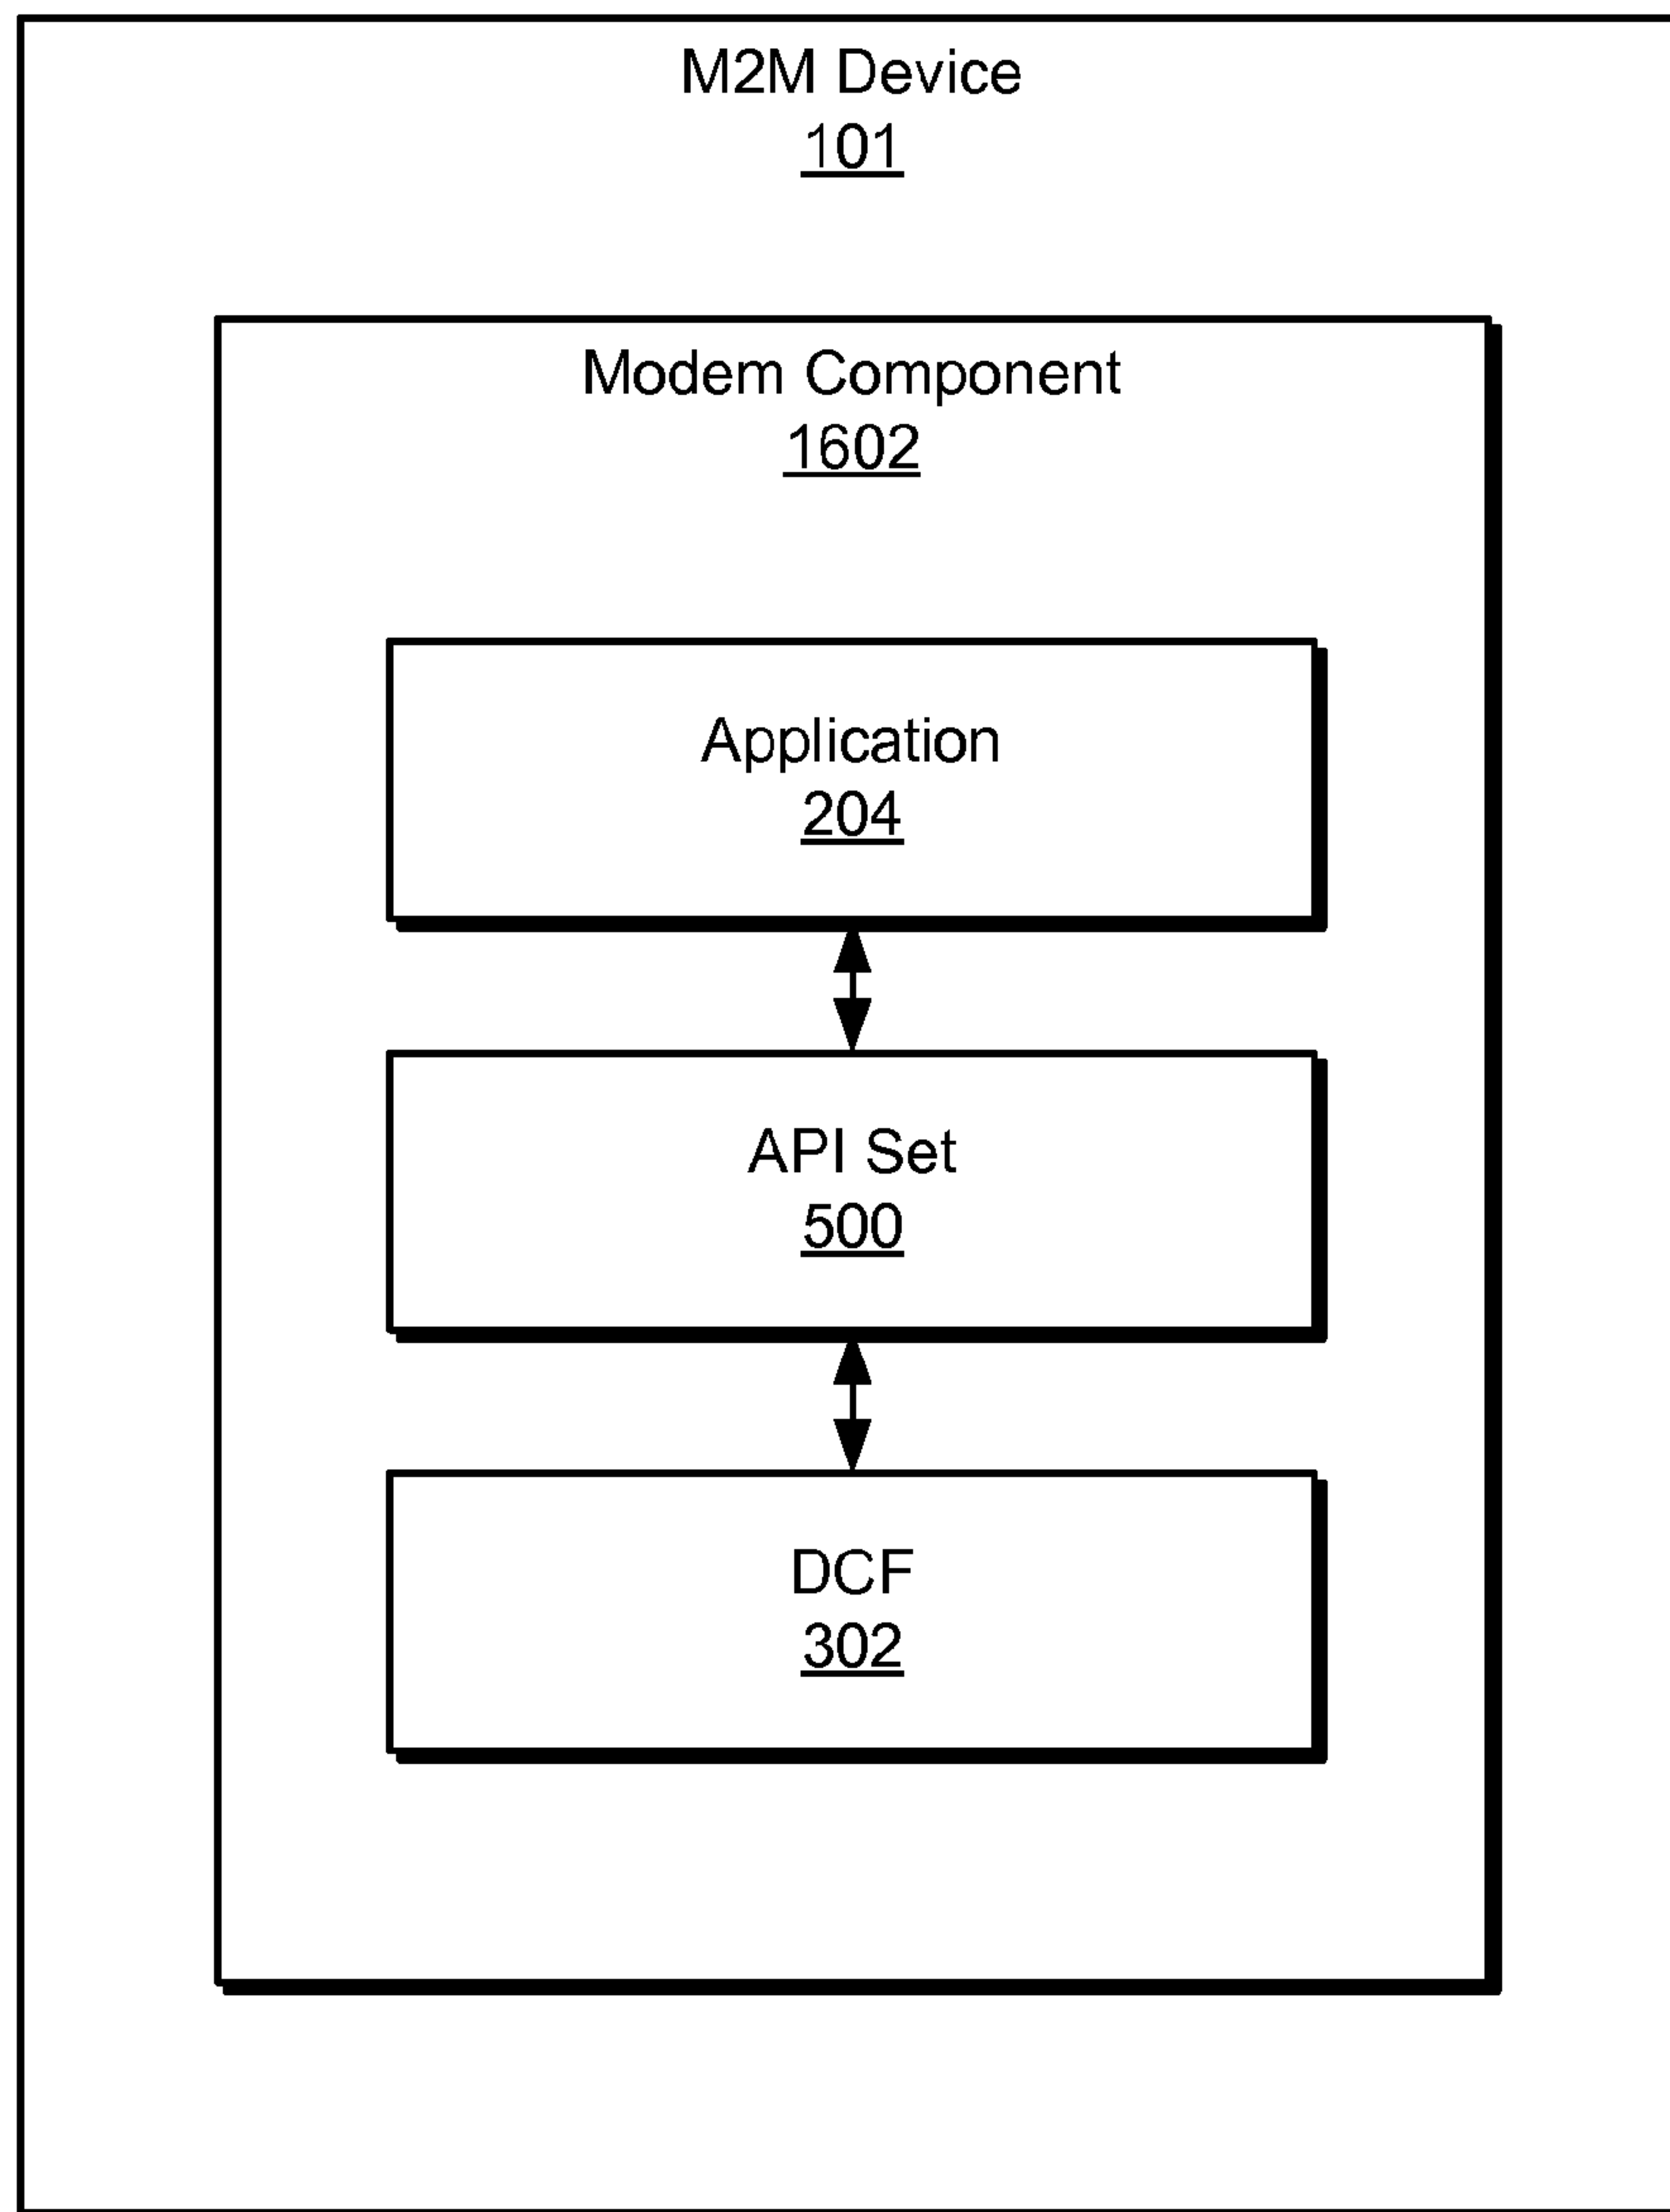 M2M Device
101
Modem Component
1602
Application
204
API Set
500
DCF
302